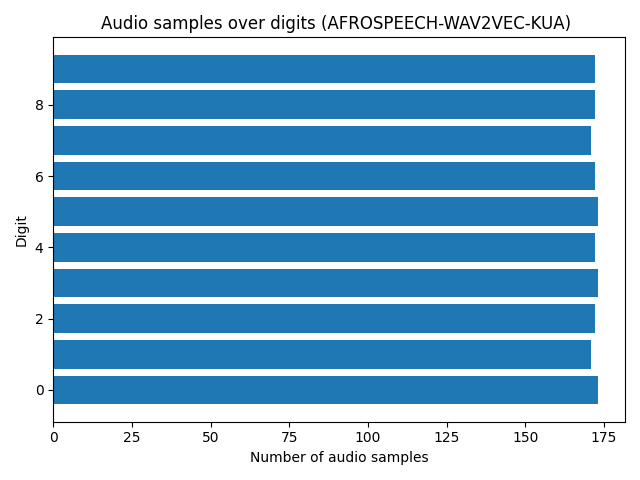 Audio samples over digits (AFROSPEECH-WAV2VEC-KUA)
8
6
4
2
0
Digit
0 25 50 75 100 125 150 175
Number of audio samples